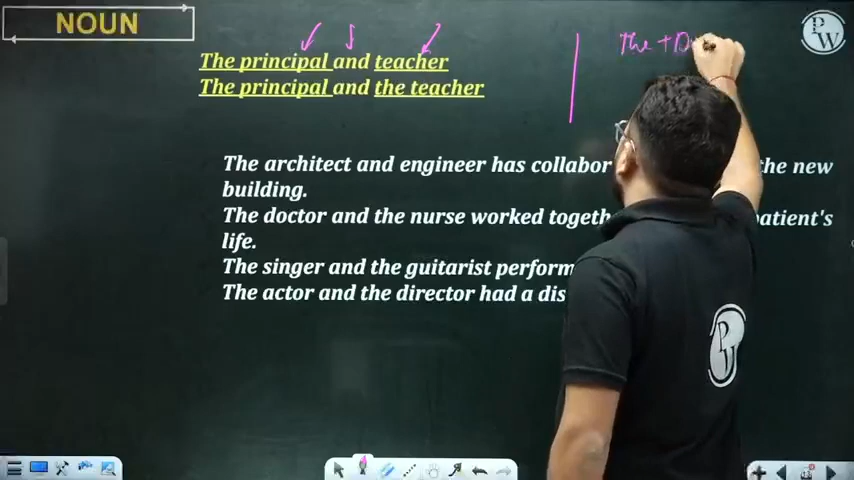 NOUN
The principal and teacher
The principal and the teacher
The + D
The architect and engineer has collabor the new
building.
The doctor and the nurse worked togeth patient's
life.
The singer and the guitarist perform
The actor and the director had a dis
P W
P